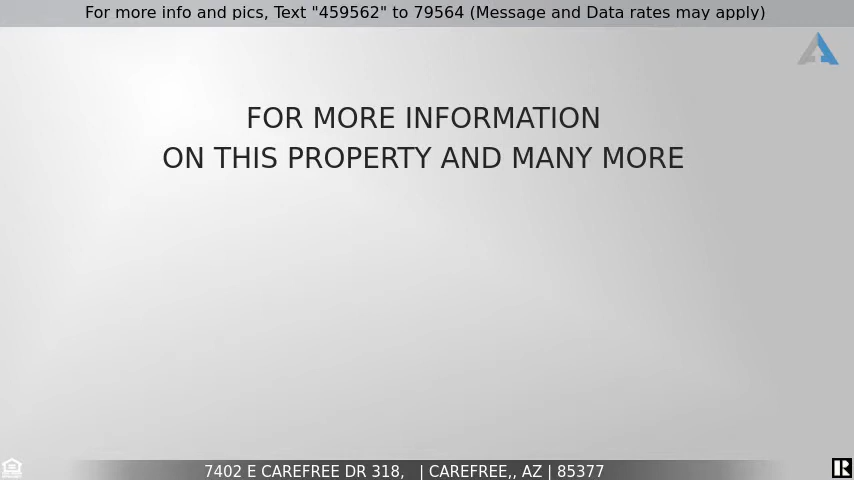 For more info and pics, Text "459562" to 79564 (Message and Data rates may apply)
FOR MORE INFORMATION
ON THIS PROPERTY AND MANY MORE
7402 E CAREFREE DR 318,   | CAREFREE,, AZ | 85377